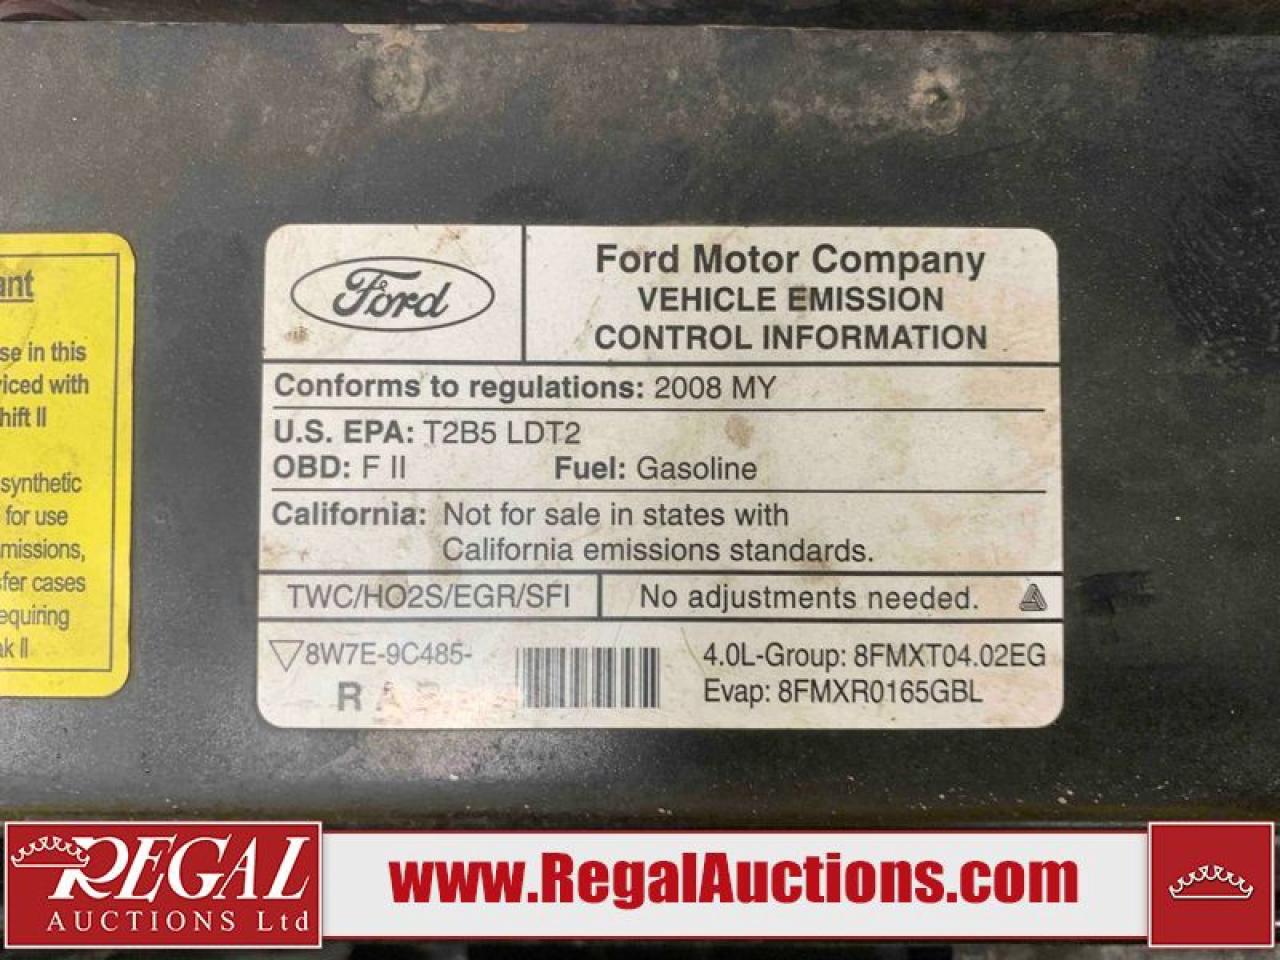 ant
se in this
viced with
hift II
synthetic
for use
missions,
sfer cases
equiring
ak II
Ford
Ford Motor Company
VEHICLE EMISSION
CONTROL INFORMATION
Conforms to regulations: 2008 MY
U.S. EPA: T2B5 LDT2
OBD: F II Fuel: Gasoline
California: Not for sale in states with
California emissions standards.
TWC/HO2S/EGR/SFI No adjustments needed.
8W7E-9C485-
R A
4.0L-Group: 8FMXT04.02EG
Evap: 8FMXR0165GBL
REGAL
AUCTIONS Ltd
www.RegalAuctions.com